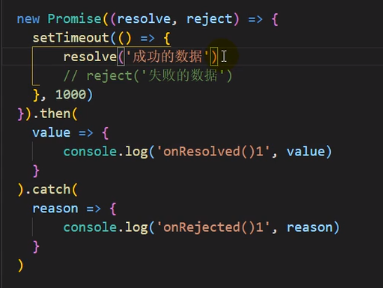 new Promise((resolve, reject) => {
  setTimeout(() => {
      resolve('成功的数据')
      // reject('失败的数据')
  }, 1000)
}).then(
  value => {
      console.log('onResolved()1', value)
  }
).catch(
  reason => {
      console.log('onRejected()1', reason)
  }
)